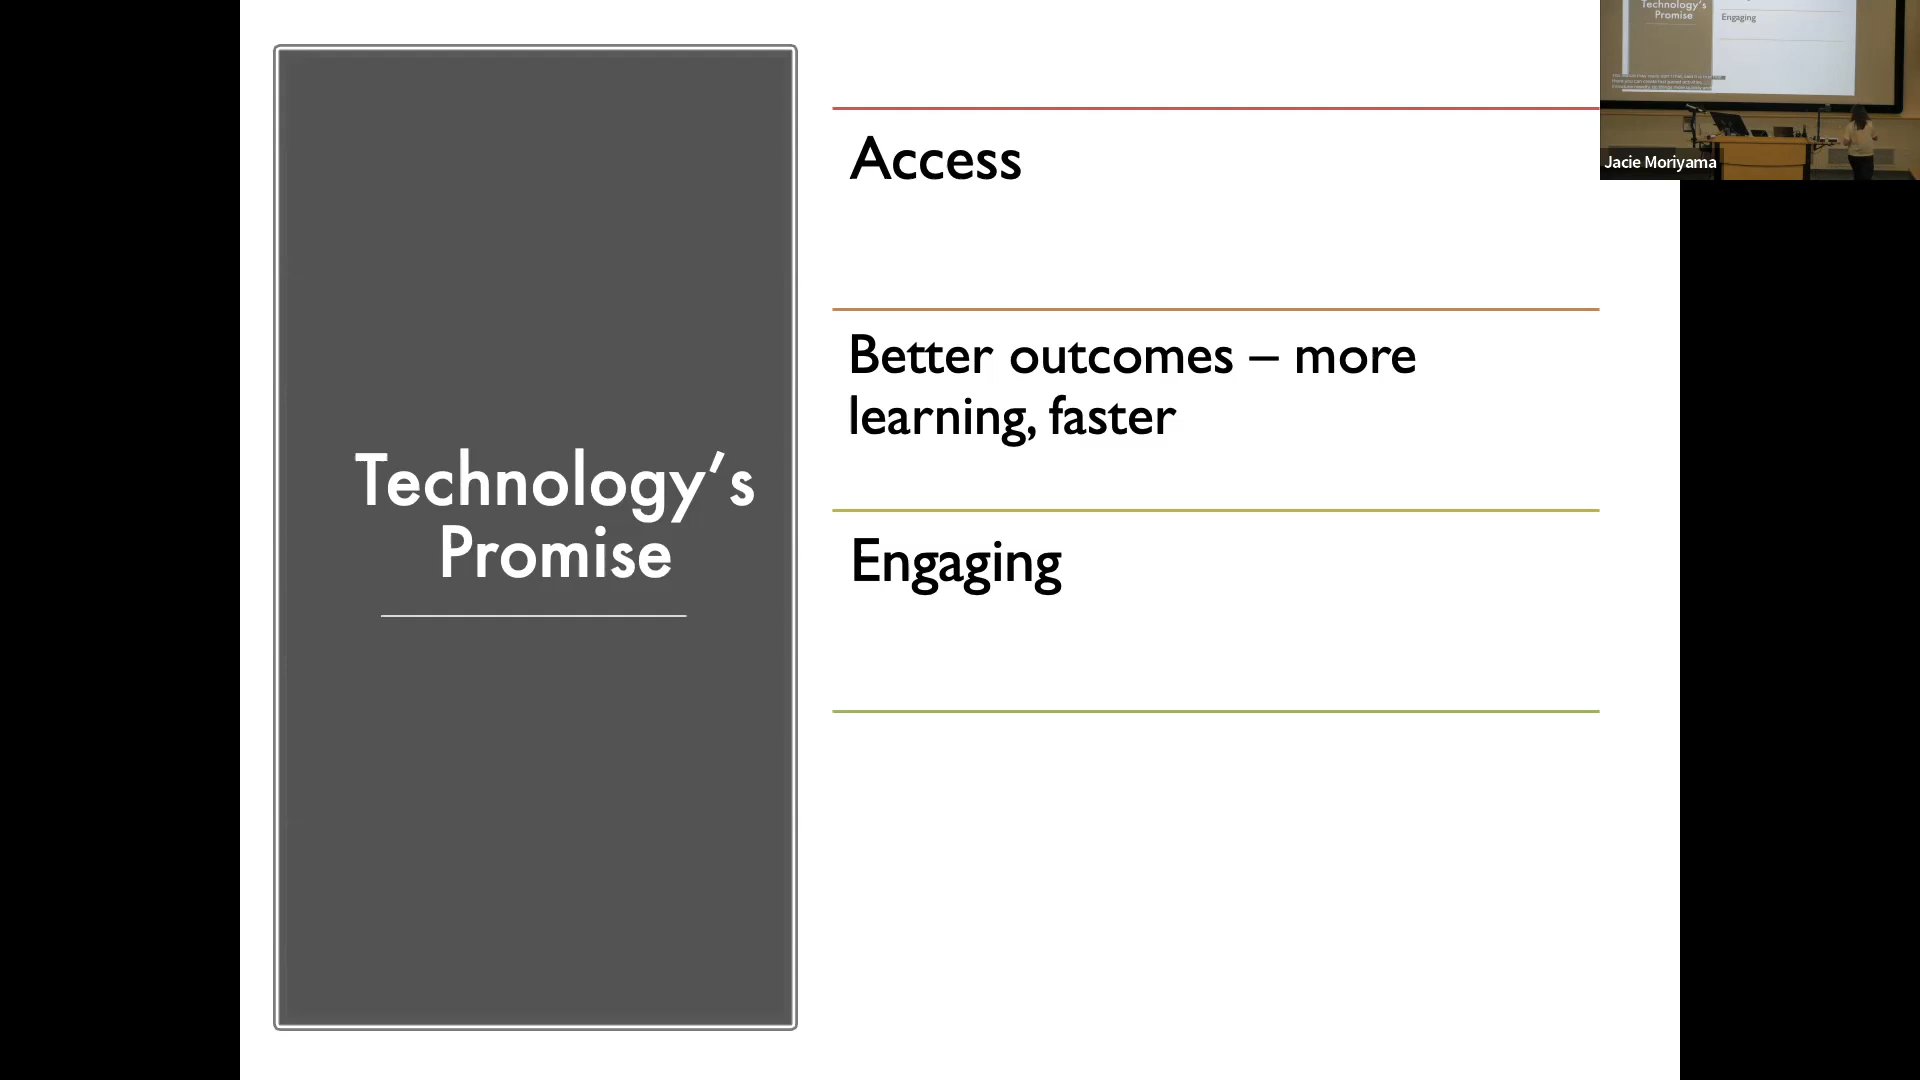 Technology’s
Promise
Access
Better outcomes – more
learning, faster
Engaging
Technology's
Promise
Engaging
Jacie Moriyama